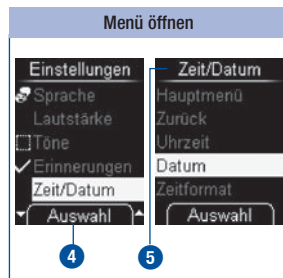 Menü öffnen
Einstellungen
Sprache
Lautstärke
Töne
Erinnerungen
Zeit/Datum
Auswahl
4
Zeit/Datum
Hauptmenü
Zurück
Uhrzeit
Datum
Zeitformat
Auswahl
5